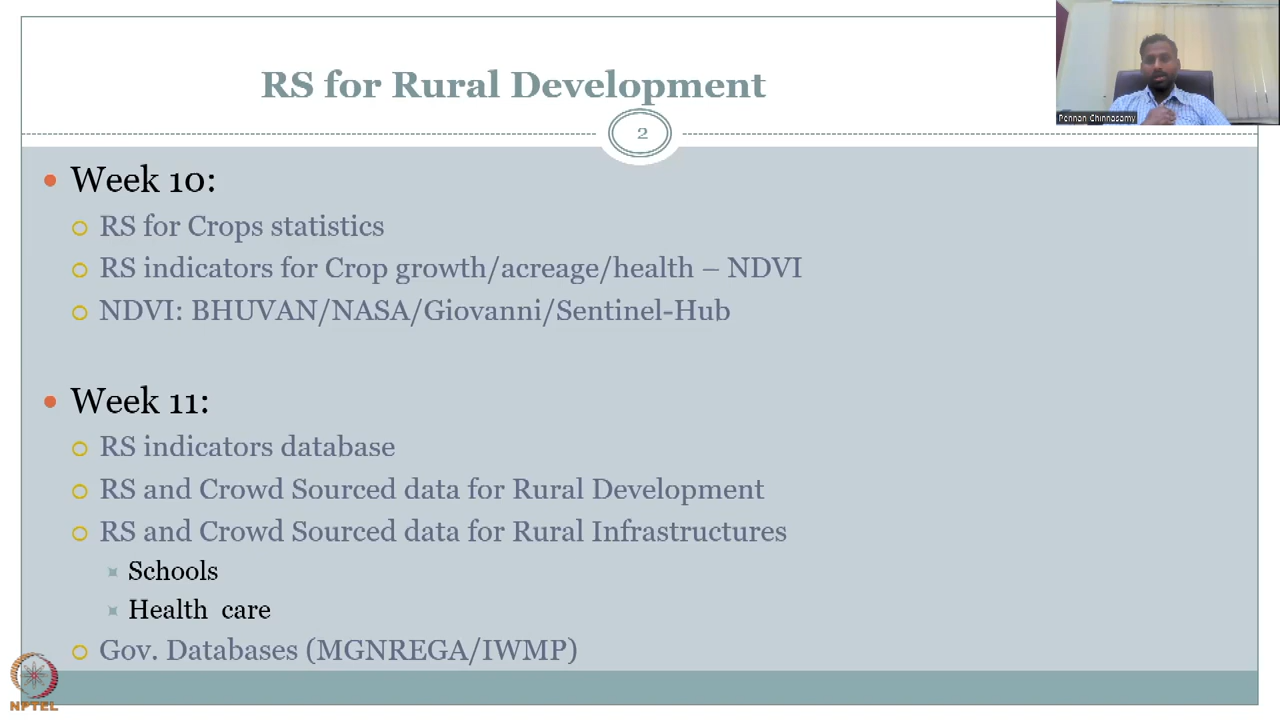 RS for Rural Development
Pennan Chinnasamy
2
Week 10:
RS for Crops statistics
RS indicators for Crop growth/acreage/health – NDVI
NDVI: BHUVAN/NASA/Giovanni/Sentinel-Hub
Week 11:
RS indicators database
RS and Crowd Sourced data for Rural Development
RS and Crowd Sourced data for Rural Infrastructures
Schools
Health care
Gov. Databases (MGNREGA/IWMP)
NPTEL